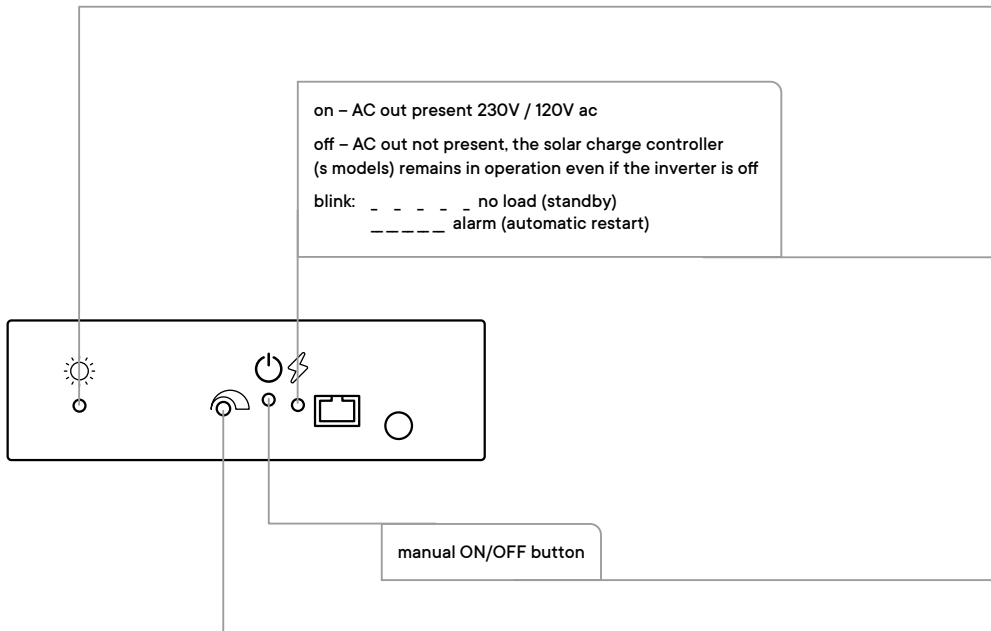 on – AC out present 230V / 120V ac
off – AC out not present, the solar charge controller
(s models) remains in operation even if the inverter is off
blink: _ _ _ _ _ no load (standby)
_ _ _ _ _ alarm (automatic restart)
manual ON/OFF button